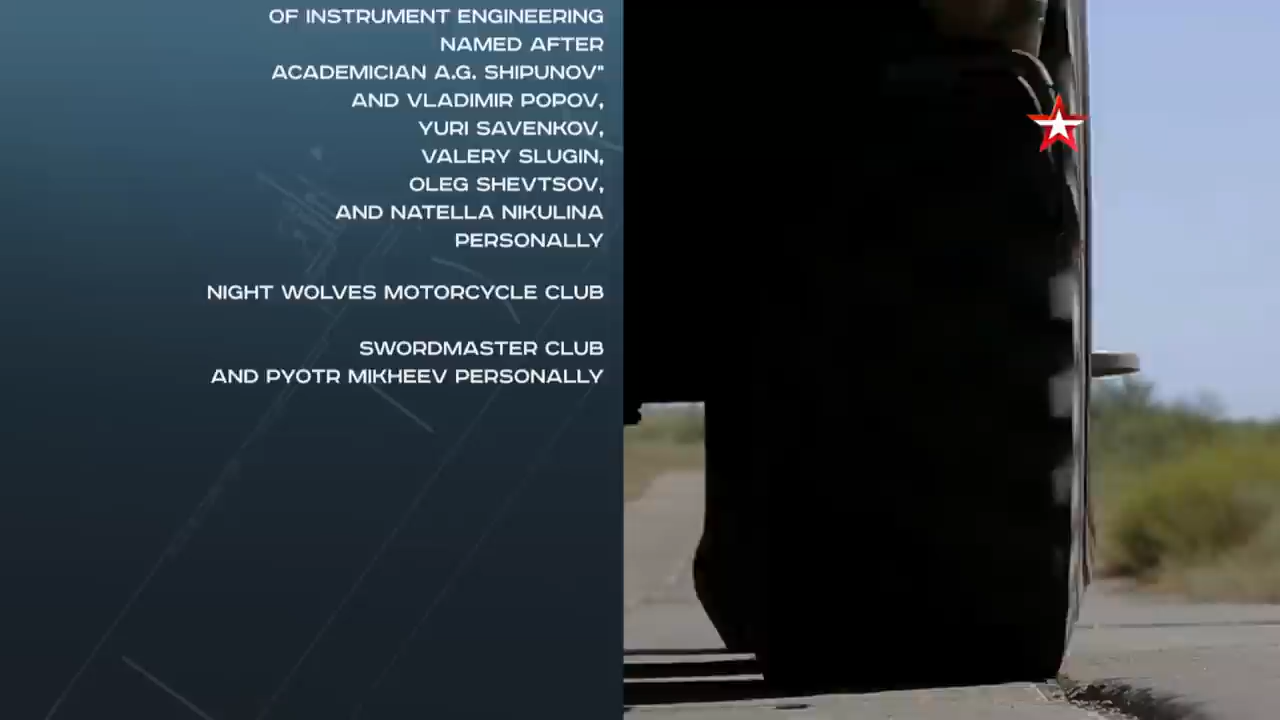 OF INSTRUMENT ENGINEERING
NAMED AFTER
ACADEMICIAN A.G. SHIPUNOV"
AND VLADIMIR POPOV,
YURI SAVENKOV,
VALERY SLUGIN,
OLEG SHEVTSOV,
AND NATELLA NIKULINA
PERSONALLY
NIGHT WOLVES MOTORCYCLE CLUB
SWORDMASTER CLUB
AND PYOTR MIKHEEV PERSONALLY